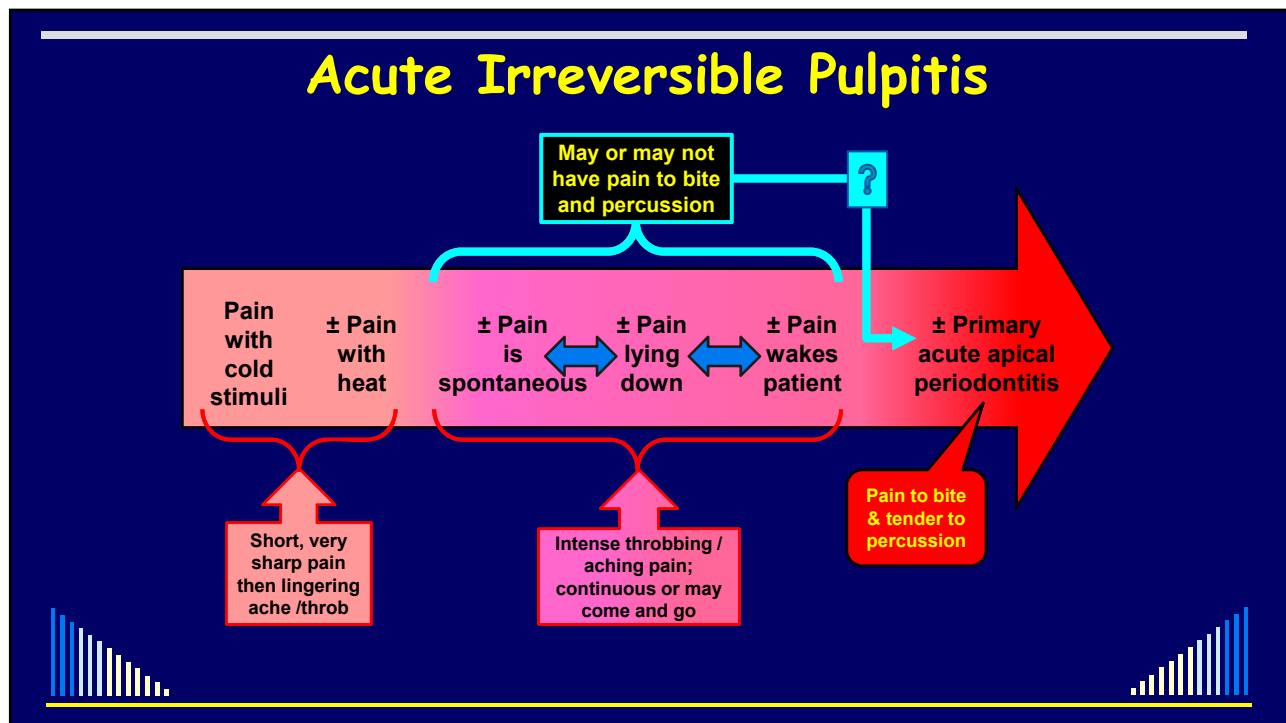 Acute Irreversible Pulpitis
May or may not
have pain to bite
and percussion
?
Pain
with
cold
stimuli
± Pain
with
heat
± Pain
is
spontaneous
± Pain
lying
down
± Pain
wakes
patient
± Primary
acute apical
periodontitis
Short, very
sharp pain
then lingering
ache /throb
Intense throbbing /
aching pain;
continuous or may
come and go
Pain to bite
& tender to
percussion